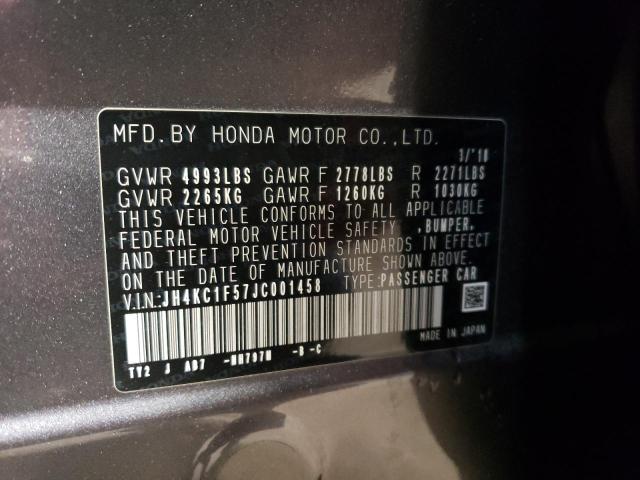 MFD. BY HONDA MOTOR CO., LTD.
3/'18
GVWR 4993LBS GAWR F 2778LBS R 2271LBS
GVWR 2265KG GAWR F 1260KG R 1030KG
THIS VEHICLE CONFORMS TO ALL APPLICABLE
FEDERAL MOTOR VEHICLE SAFETY , BUMPER,
AND THEFT PREVENTION STANDARDS IN EFFECT
ON THE DATE OF MANUFACTURE SHOWN ABOVE.
V.I.N: JH4KC1F57JC001458 TYPE: PASSENGER CAR
MADE IN JAPAN
TY2 J AD7 -NH797M -B -C